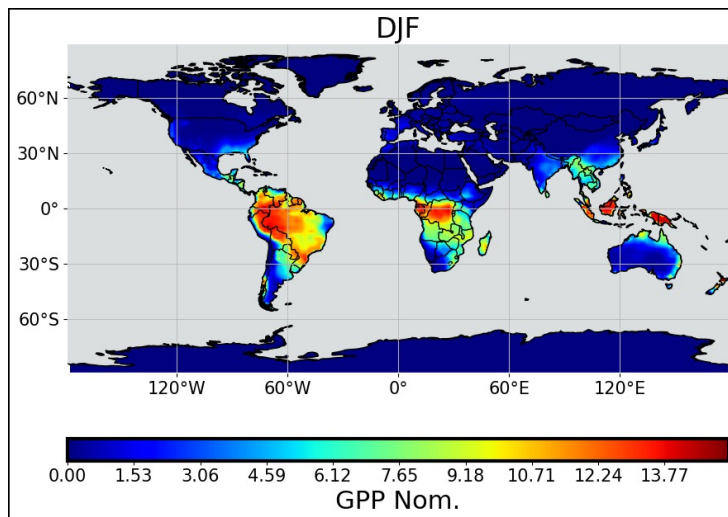 DJF
60°N
30°N
0°
30°S
60°S
120°W 60°W 0° 60°E 120°E
0.00 1.53 3.06 4.59 6.12 7.65 9.18 10.71 12.24 13.77
GPP Nom.